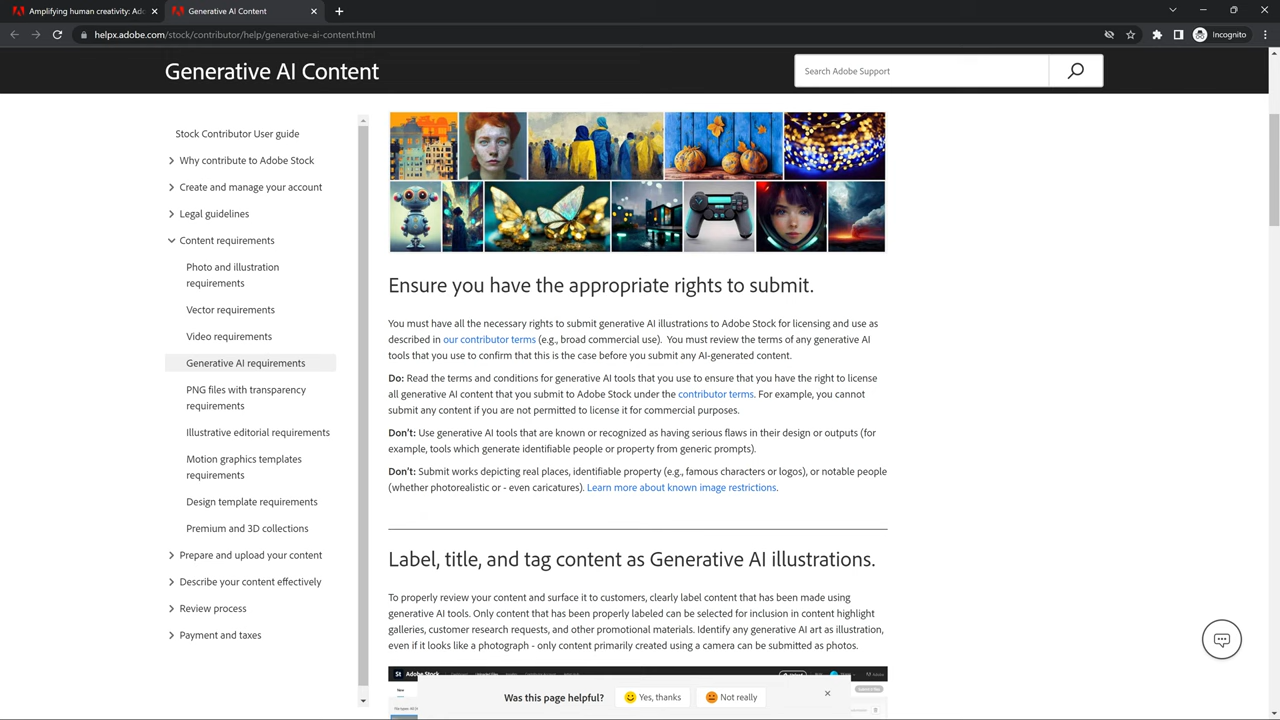 Amplifying human creativity: Ado
Generative AI Content
helpx.adobe.com/stock/contributor/help/generative-ai-content.html
Incognito
Generative AI Content
Search Adobe Support
Stock Contributor User guide
Why contribute to Adobe Stock
Create and manage your account
Legal guidelines
Content requirements
Photo and illustration
requirements
Vector requirements
Video requirements
Generative AI requirements
PNG files with transparency
requirements
Illustrative editorial requirements
Motion graphics templates
requirements
Design template requirements
Premium and 3D collections
Prepare and upload your content
Describe your content effectively
Review process
Payment and taxes
Ensure you have the appropriate rights to submit.
You must have all the necessary rights to submit generative AI illustrations to Adobe Stock for licensing and use as
described in our contributor terms (e.g., broad commercial use). You must review the terms of any generative AI
tools that you use to confirm that this is the case before you submit any AI-generated content.
Do: Read the terms and conditions for generative AI tools that you use to ensure that you have the right to license
all generative AI content that you submit to Adobe Stock under the contributor terms. For example, you cannot
submit any content if you are not permitted to license it for commercial purposes.
Don't: Use generative AI tools that are known or recognized as having serious flaws in their design or outputs (for
example, tools which generate identifiable people or property from generic prompts).
Don't: Submit works depicting real places, identifiable property (e.g., famous characters or logos), or notable people
(whether photorealistic or - even caricatures). Learn more about known image restrictions.
Label, title, and tag content as Generative AI illustrations.
To properly review your content and surface it to customers, clearly label content that has been made using
generative AI tools. Only content that has been properly labeled can be selected for inclusion in content highlight
galleries, customer research requests, and other promotional materials. Identify any generative AI art as illustration,
even if it looks like a photograph - only content primarily created using a camera can be submitted as photos.
St Adobe Stock
New
Was this page helpful? Yes, thanks Not really